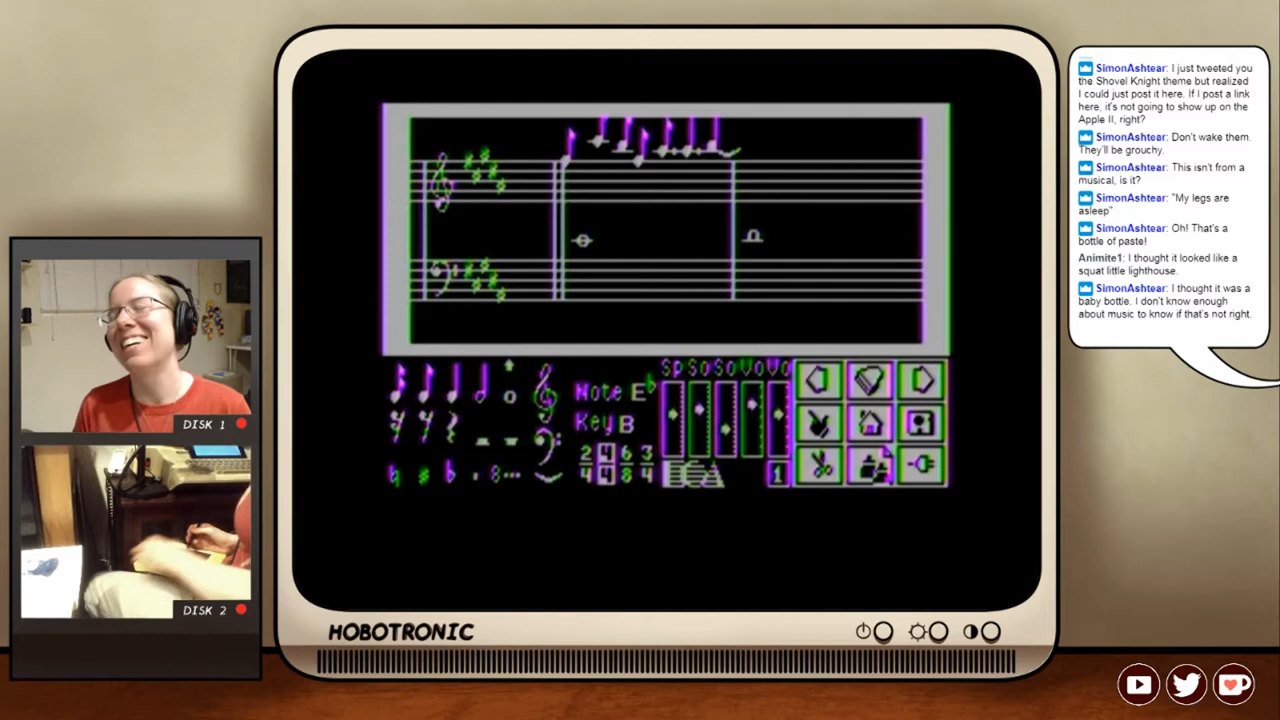 SimonAshtear: I just tweeted you
the Shovel Knight theme but realized
I could just post it here. If I post a link
here, it's not going to show up on the
Apple II, right?
SimonAshtear: Don't wake them.
They'll be grouchy.
SimonAshtear: This isn't from a
musical, is it?
SimonAshtear: "My legs are
asleep"
SimonAshtear: Oh! That's a
bottle of paste!
Animite1: I thought it looked like a
squat little lighthouse.
SimonAshtear: I thought it was a
baby bottle. I don't know enough
about music to know if that's not right.
Sp So So Vo Vo
Note E♭
Key B
2 4 6 3
4 4 8 4
1
DISK 1
DISK 2
HOBOTRONIC